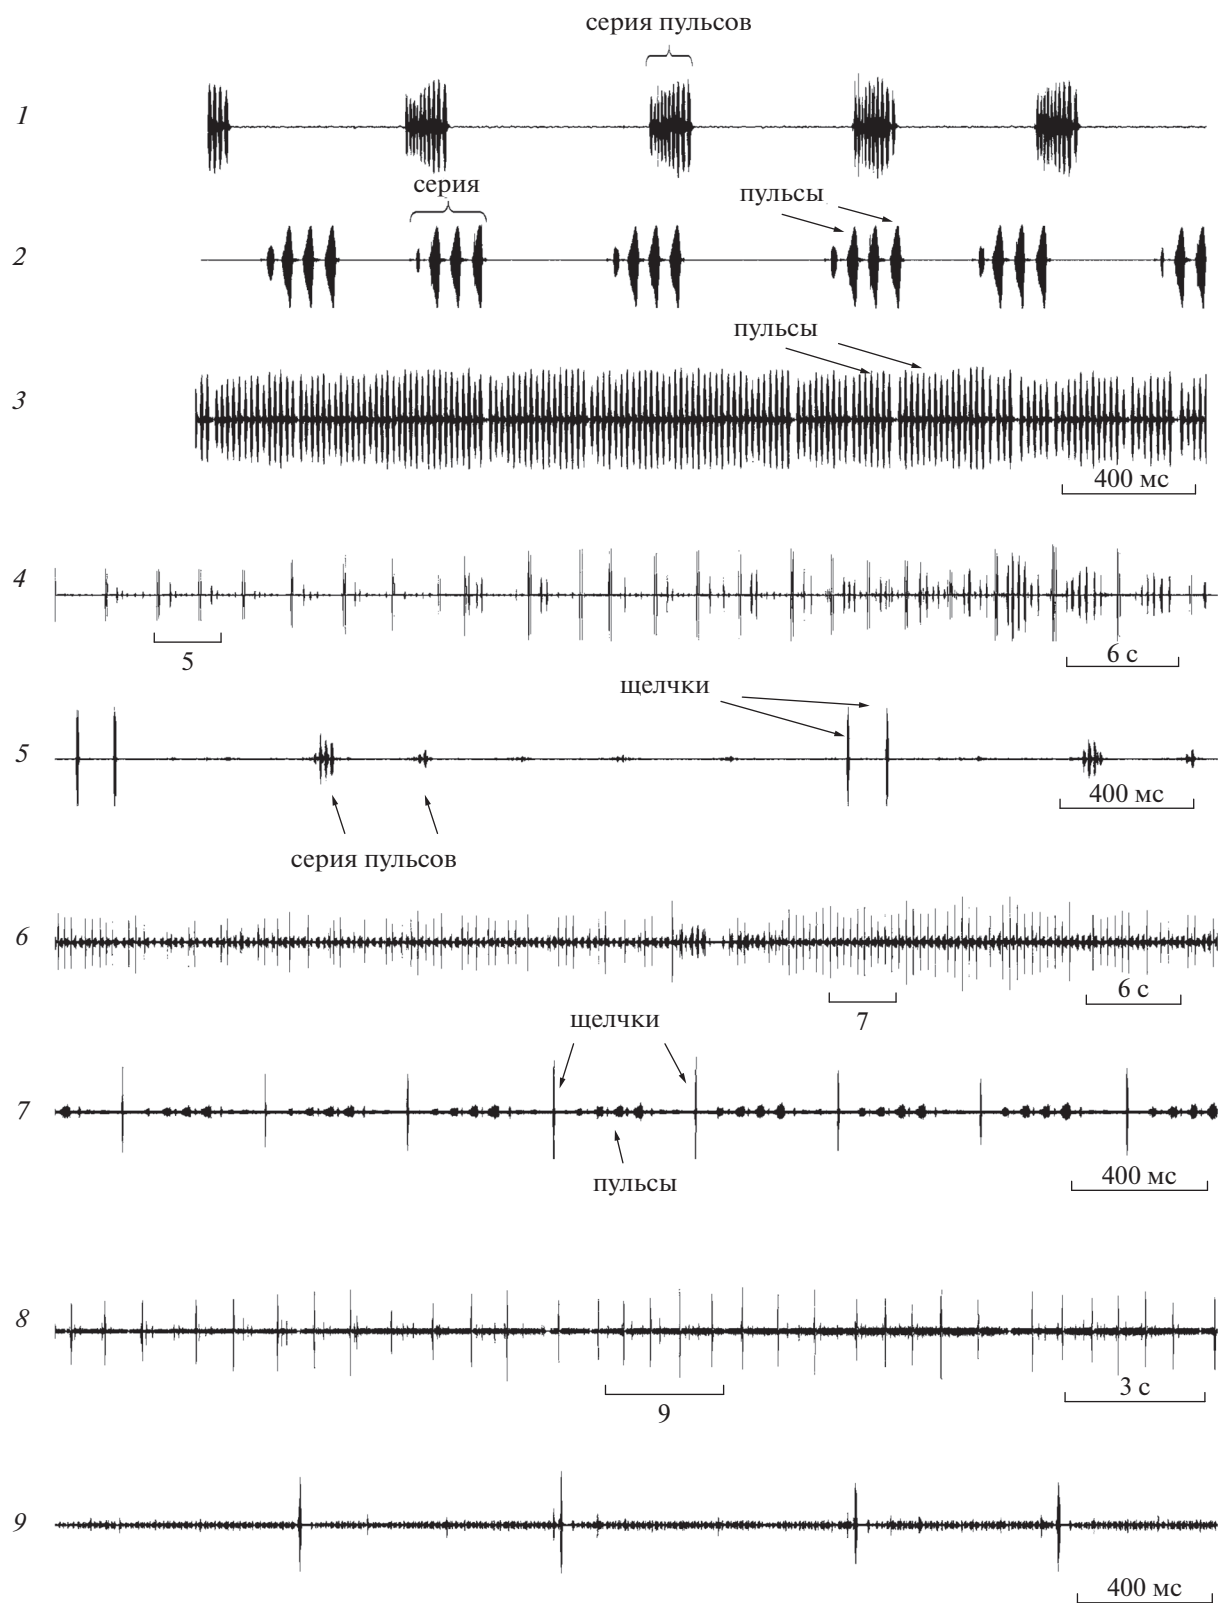 серия пульсов
1
серия
пульсы
2
пульсы
3
400 мс
4
5
6 с
щелчки
5
400 мс
серия пульсов
6
6 с
7
щелчки
7
400 мс
пульсы
8
3 с
9
9
400 мс